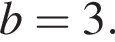 b = 3.